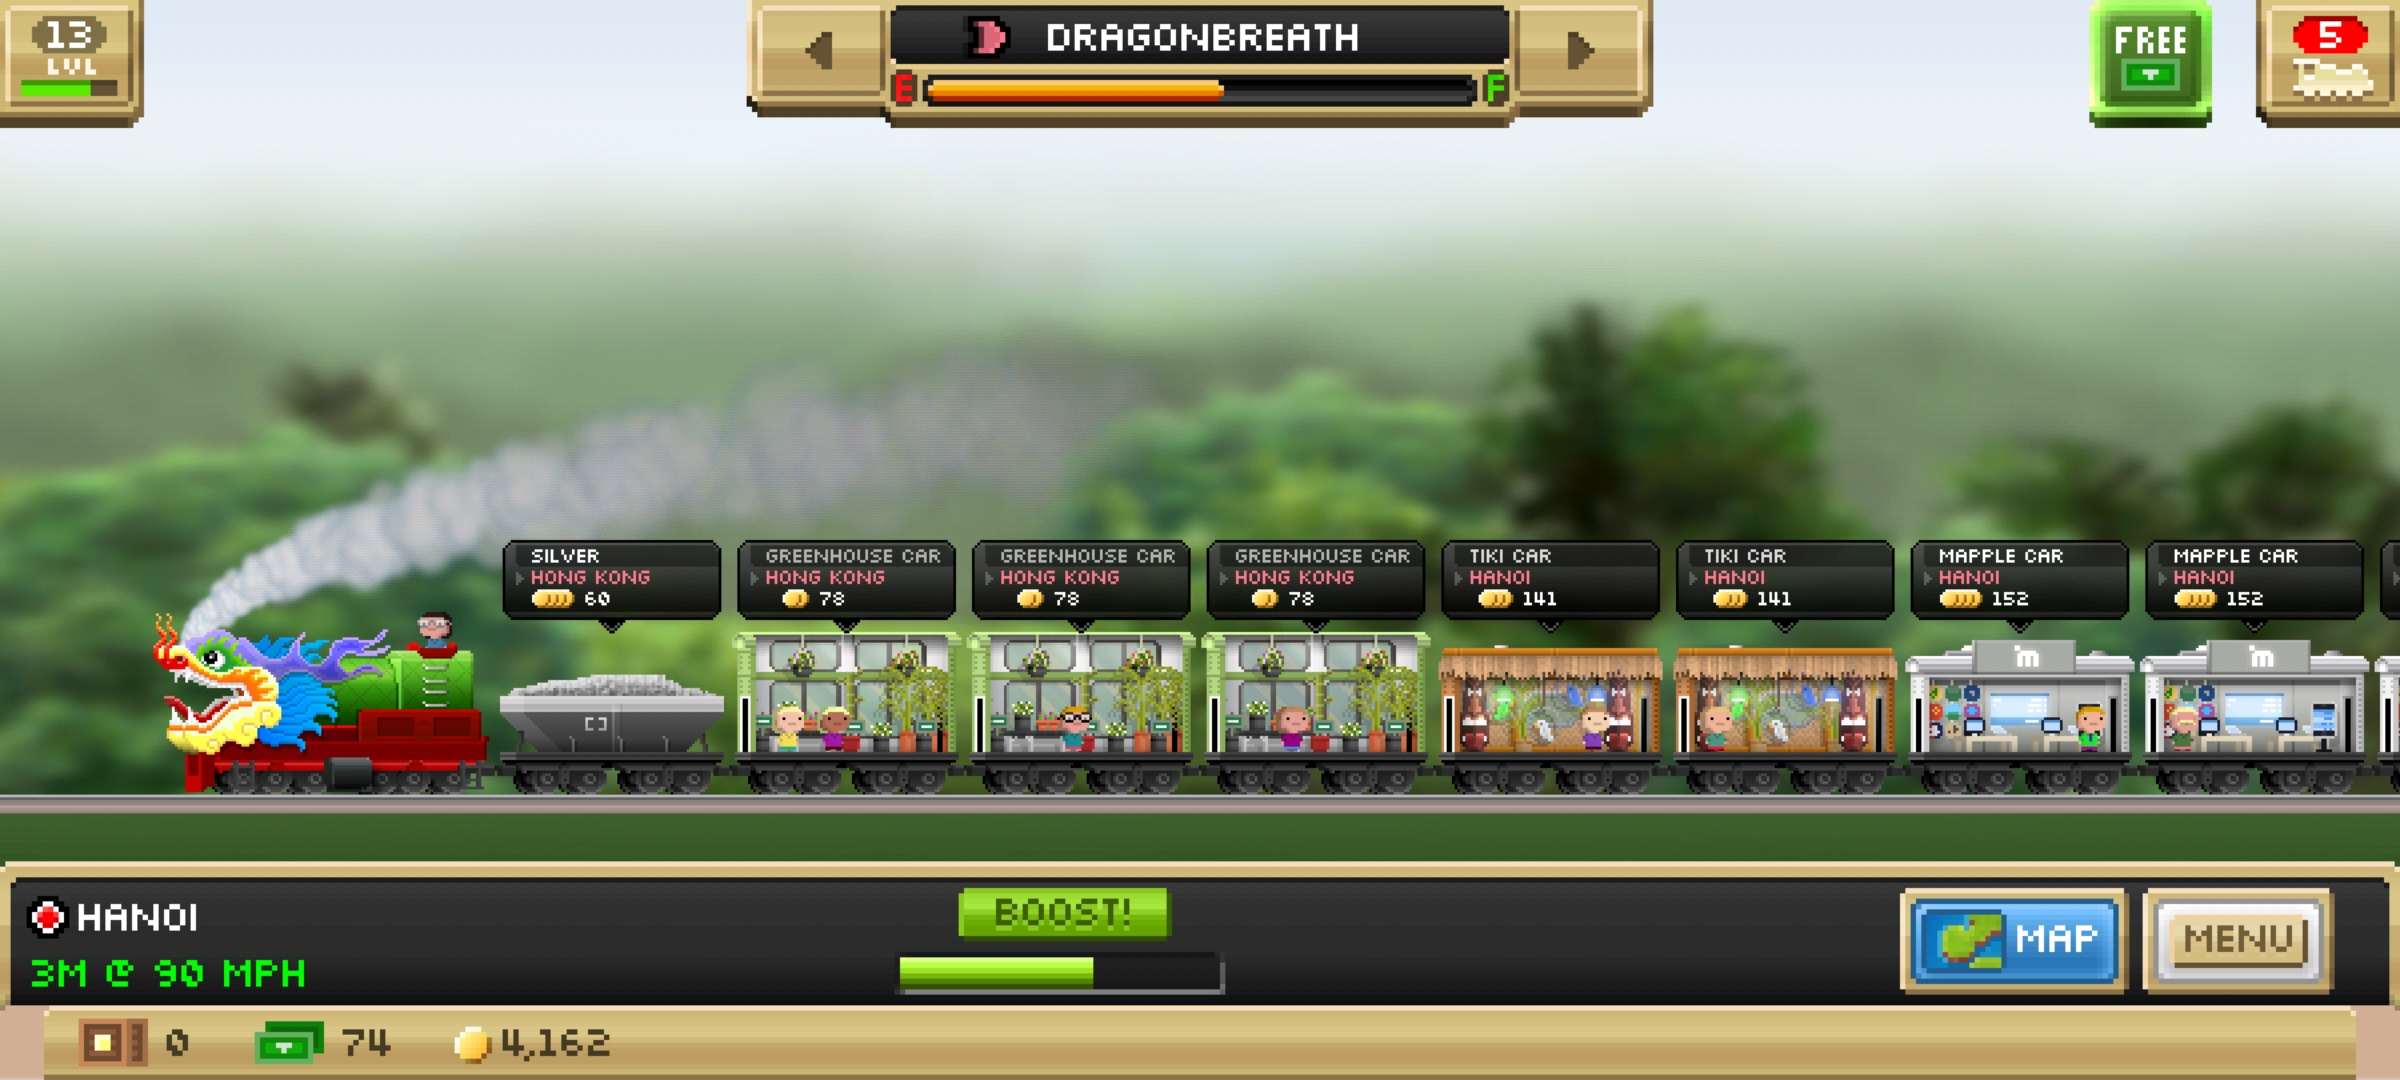 13
LVL
DRAGONBREATH
E
F
FREE
5
SILVER
HONG KONG
60
GREENHOUSE CAR
HONG KONG
78
GREENHOUSE CAR
HONG KONG
78
GREENHOUSE CAR
HONG KONG
78
TIKI CAR
HANOI
141
TIKI CAR
HANOI
141
MAPPLE CAR
HANOI
152
MAPPLE CAR
HANOI
152
m
m
HANOI
3M @ 90 MPH
BOOST!
MAP
MENU
0
74
4,162